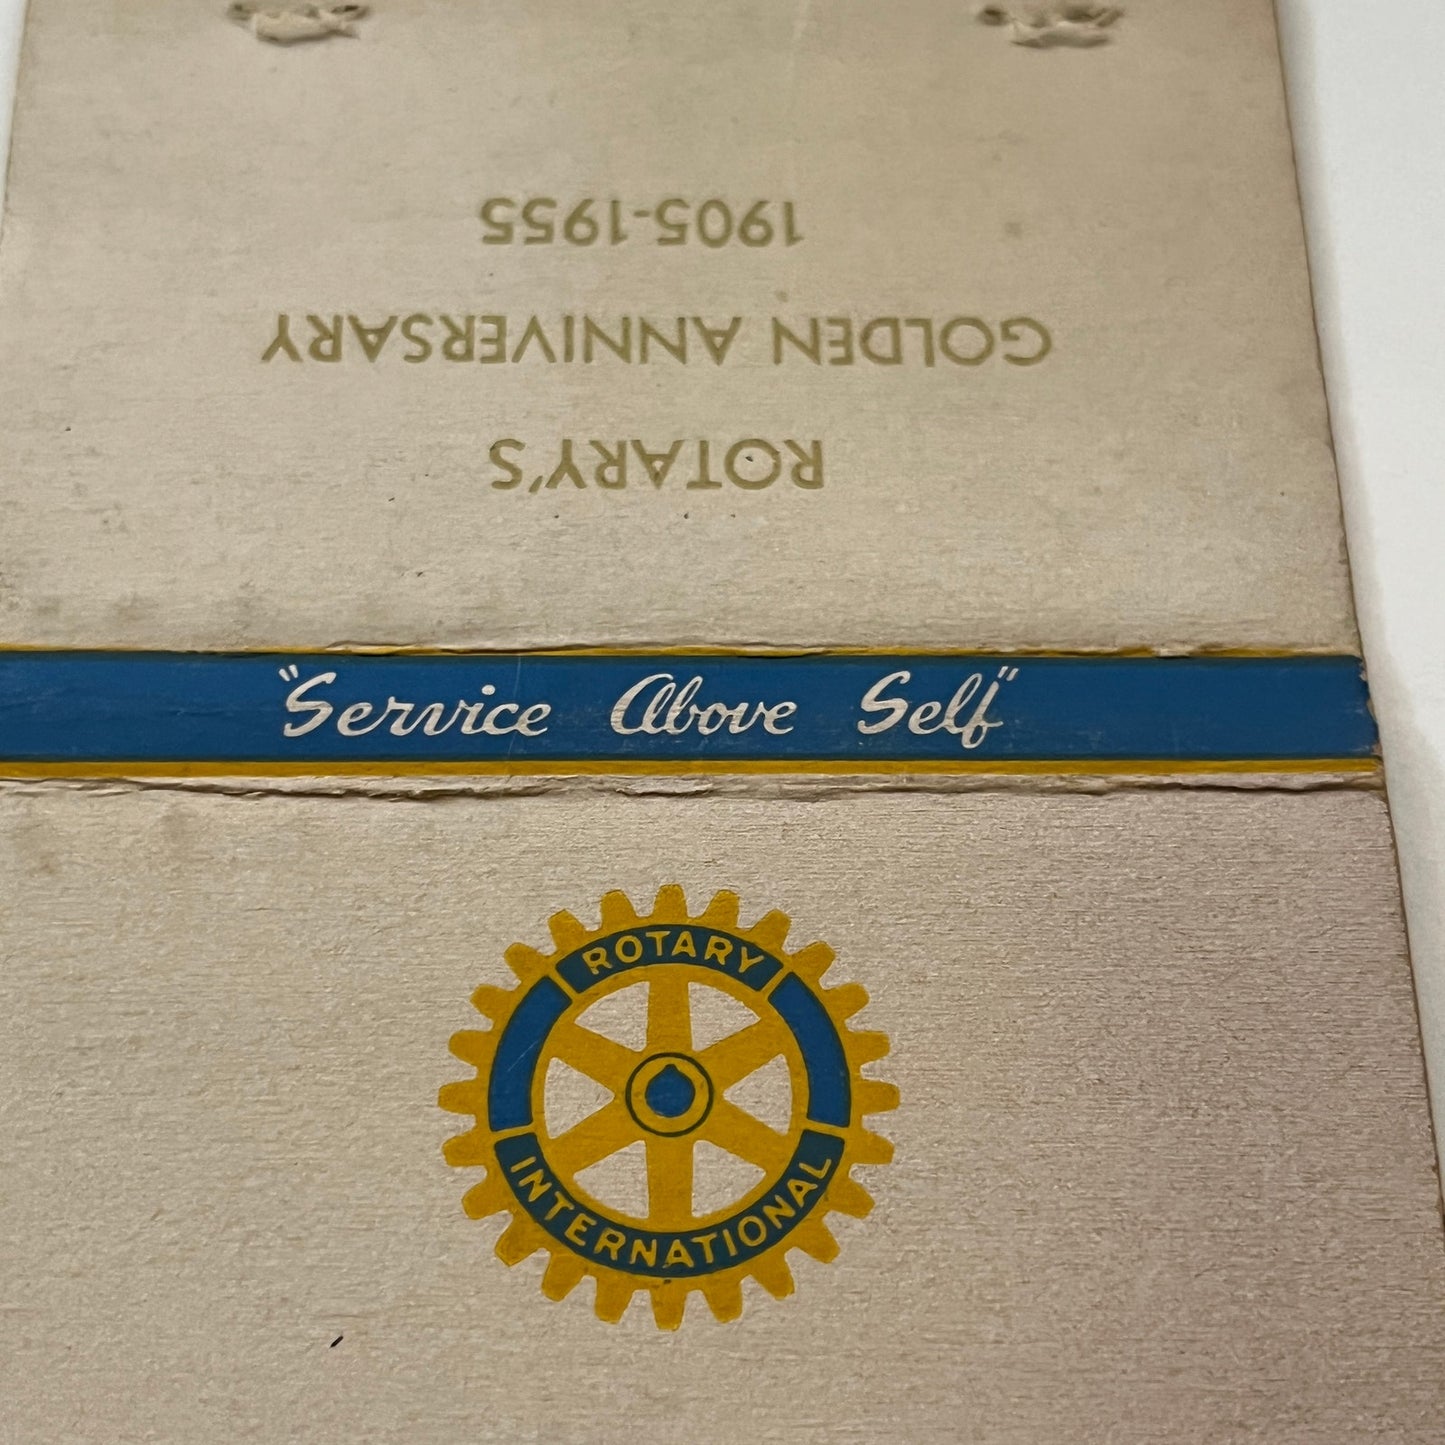 ROTARY'S
GOLDEN ANNIVERSARY
1905-1955
"Service Above Self"
ROTARY
INTERNATIONAL